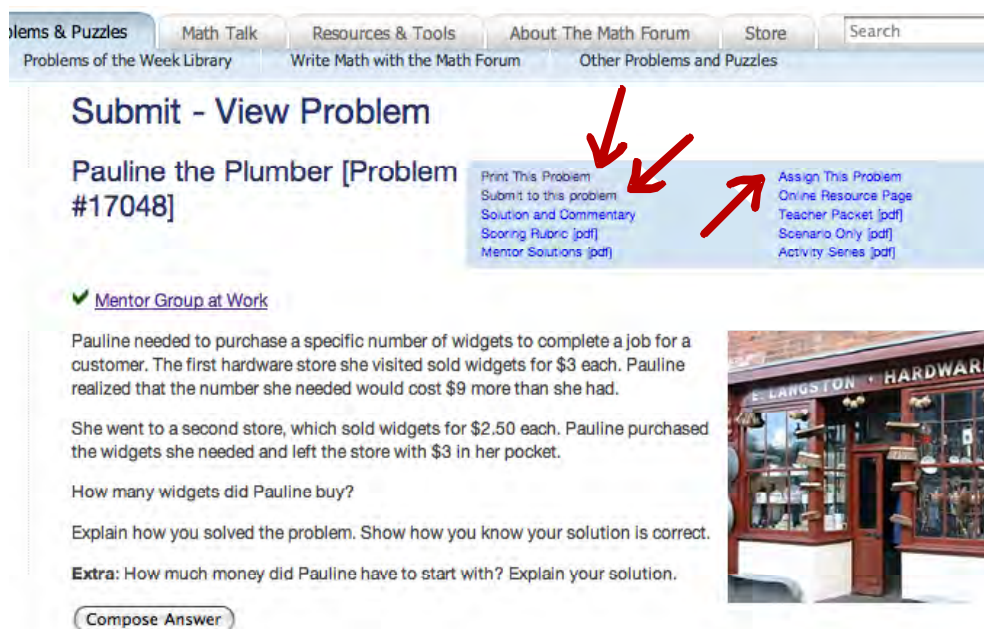 lems & Puzzles
Math Talk
Resources & Tools
About The Math Forum
Store
Search
Problems of the Week Library
Write Math with the Math Forum
Other Problems and Puzzles
Submit - View Problem
Pauline the Plumber [Problem
#17048]
Print This Problem
Submit to this problem
Solution and Commentary
Scoring Rubric [pdf]
Mentor Solutions [pdf]
Assign This Problem
Online Resource Page
Teacher Packet [pdf]
Scenario Only [pdf]
Activity Series [pdf]
Mentor Group at Work
Pauline needed to purchase a specific number of widgets to complete a job for a
customer. The first hardware store she visited sold widgets for $3 each. Pauline
realized that the number she needed would cost $9 more than she had.
She went to a second store, which sold widgets for $2.50 each. Pauline purchased
the widgets she needed and left the store with $3 in her pocket.
How many widgets did Pauline buy?
Explain how you solved the problem. Show how you know your solution is correct.
Extra: How much money did Pauline have to start with? Explain your solution.
Compose Answer
E. LANGSTON · HARDWAR